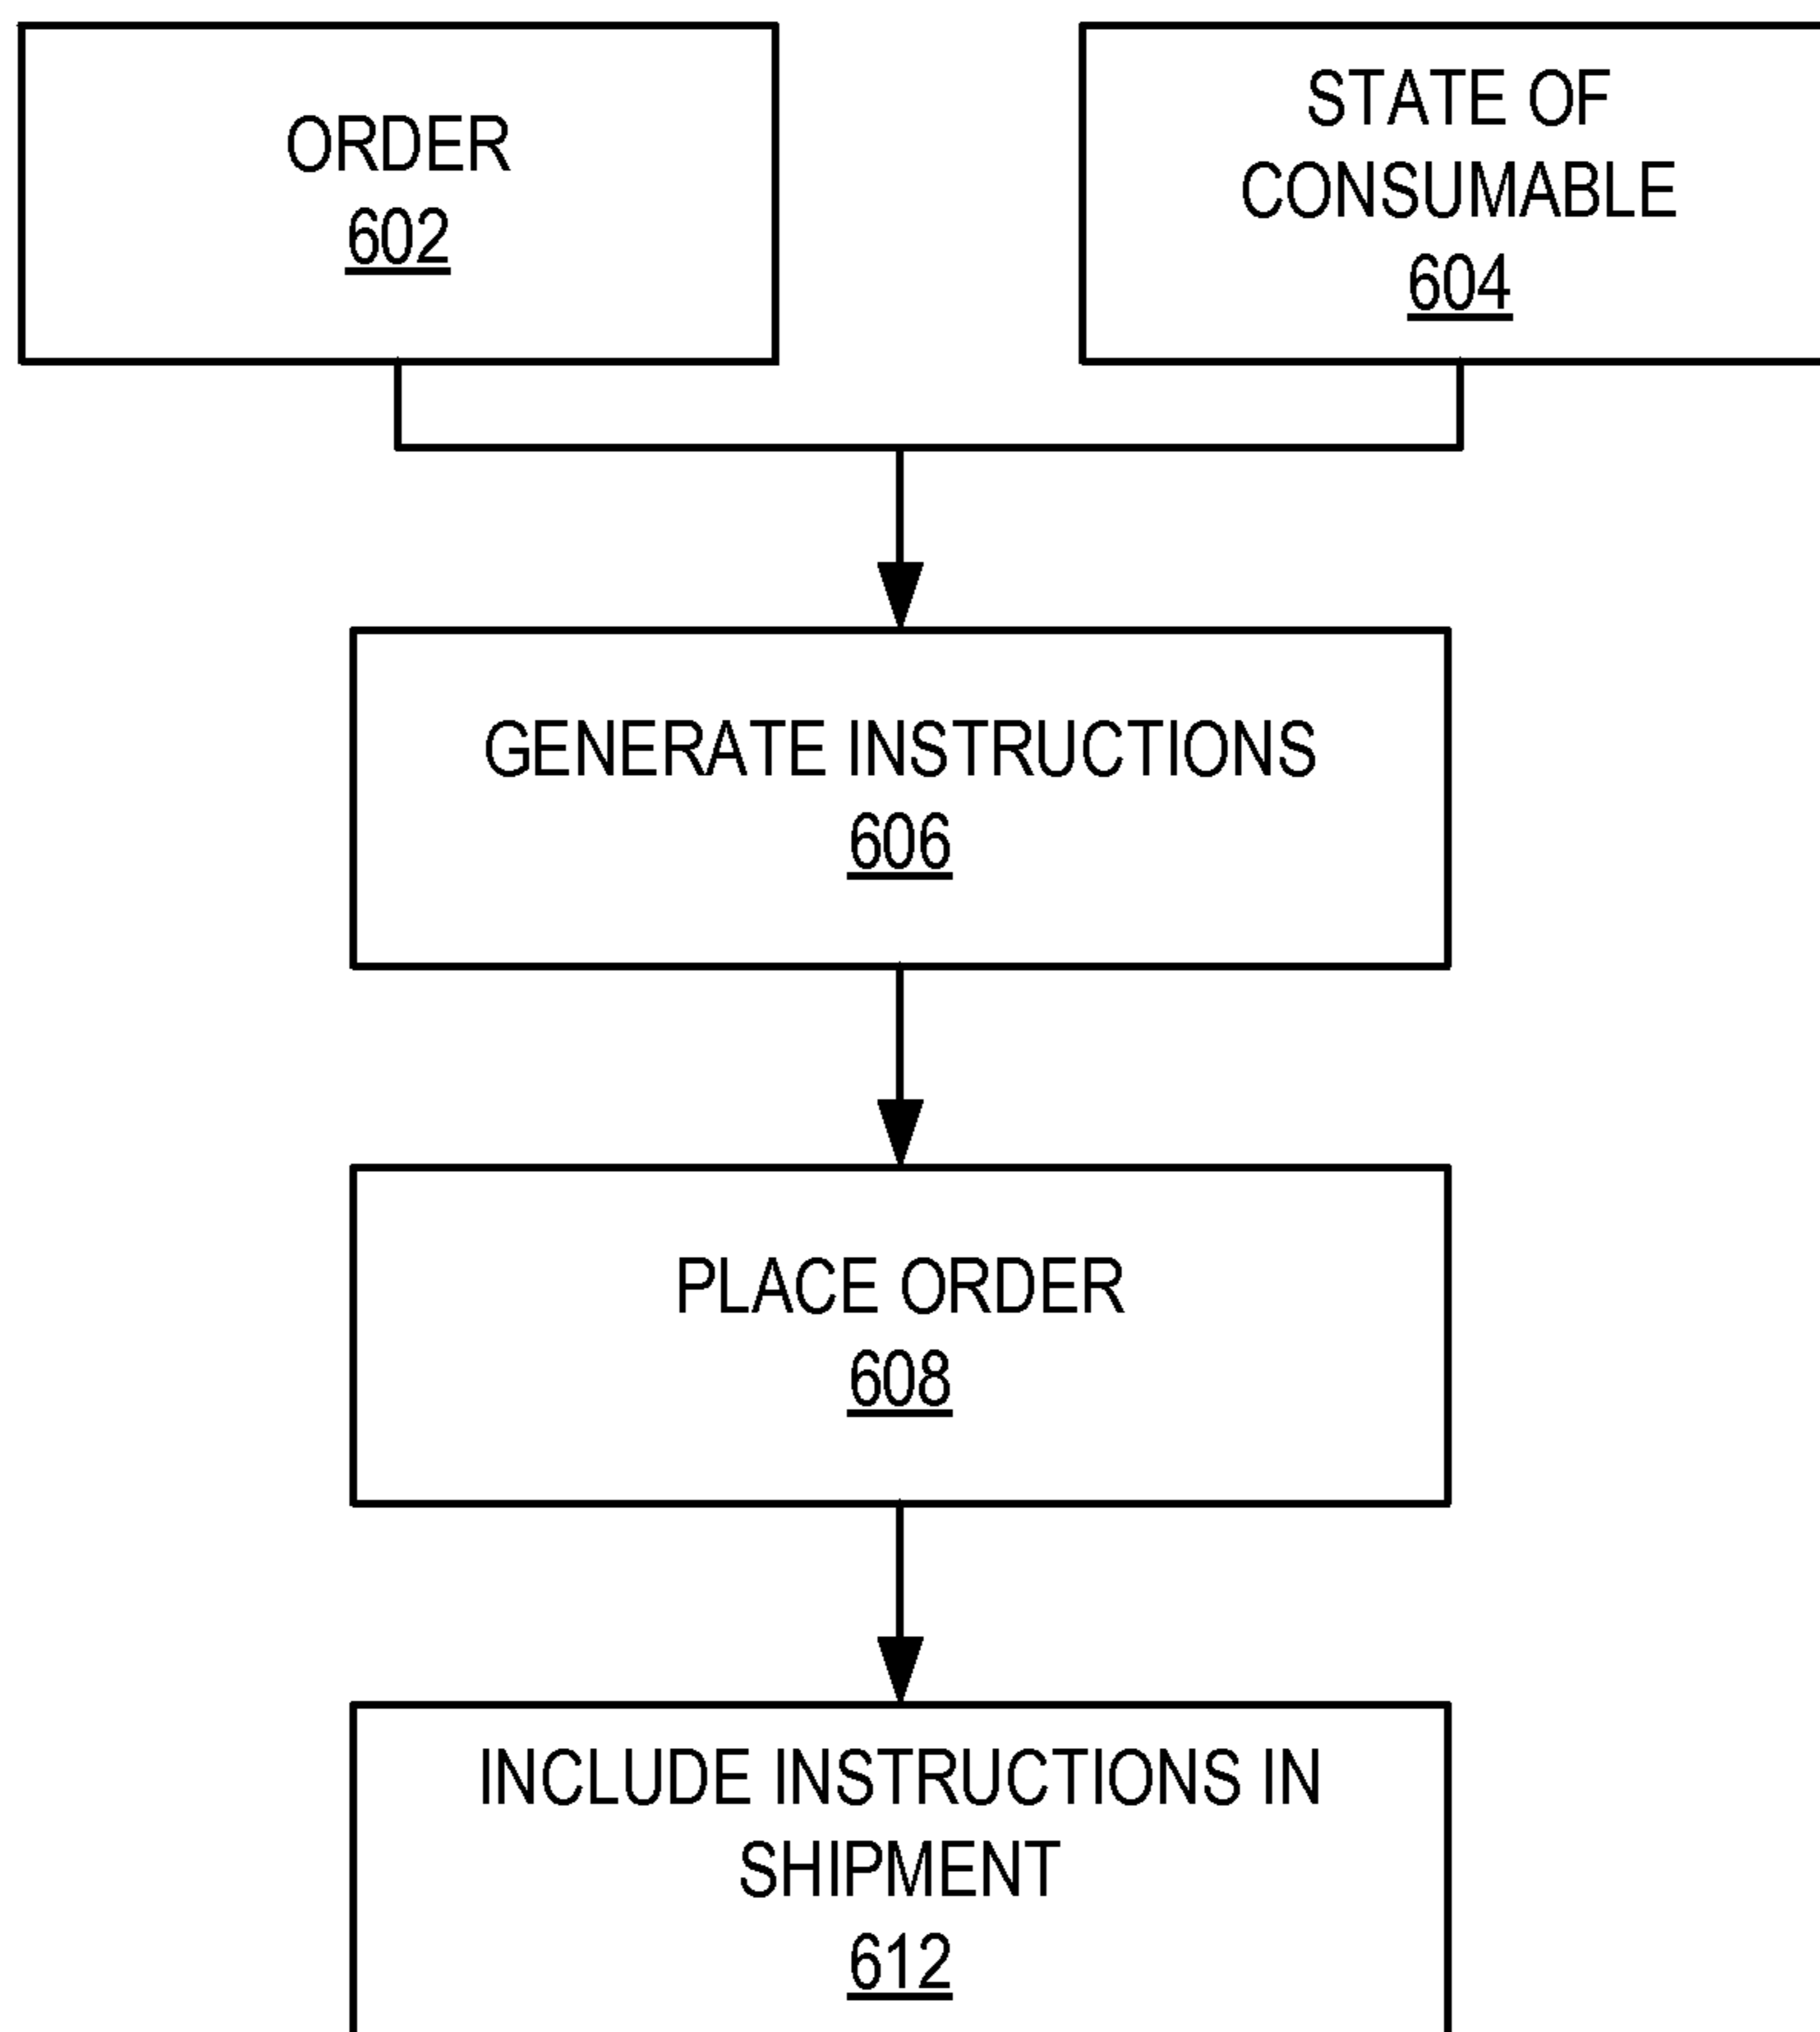 ORDER
602
STATE OF
CONSUMABLE
604
GENERATE INSTRUCTIONS
606
PLACE ORDER
608
INCLUDE INSTRUCTIONS IN
SHIPMENT
612